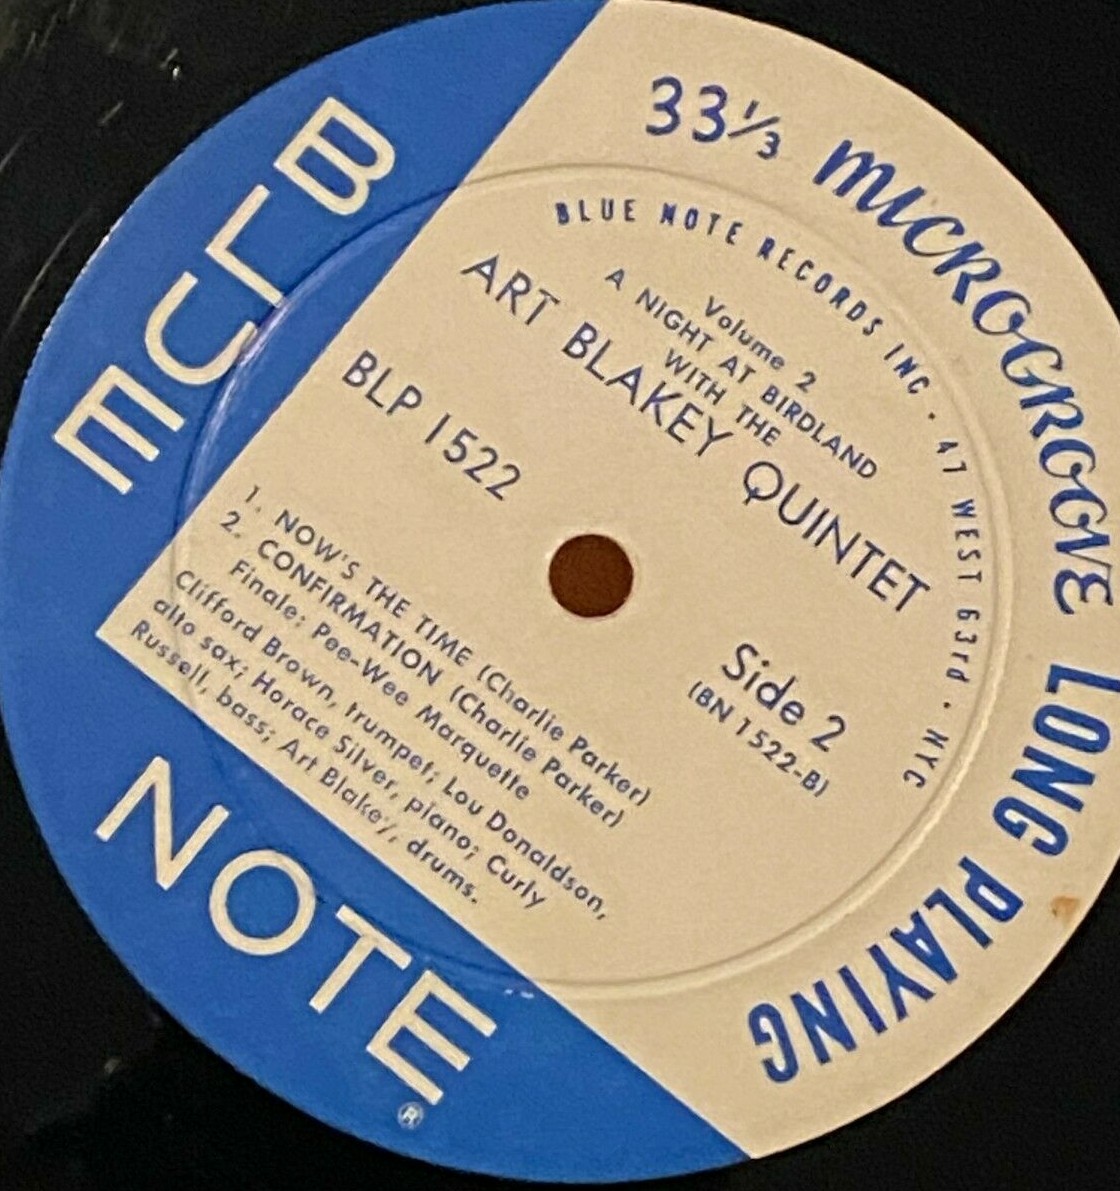 33⅓ MICROGROOVE LONG PLAYING
BLUE NOTE RECORDS INC · 47 WEST 63rd · NYC
Volume 2
A NIGHT AT BIRDLAND
WITH THE
ART BLAKEY QUINTET
BLP 1522
Side 2
(BN 1522-B)
1. NOW'S THE TIME (Charlie Parker)
2. CONFIRMATION (Charlie Parker)
Finale: Pee-Wee Marquette
Clifford Brown, trumpet; Lou Donaldson,
alto sax; Horace Silver, piano; Curly
Russell, bass; Art Blakey, drums.
BLUE
NOTE
®